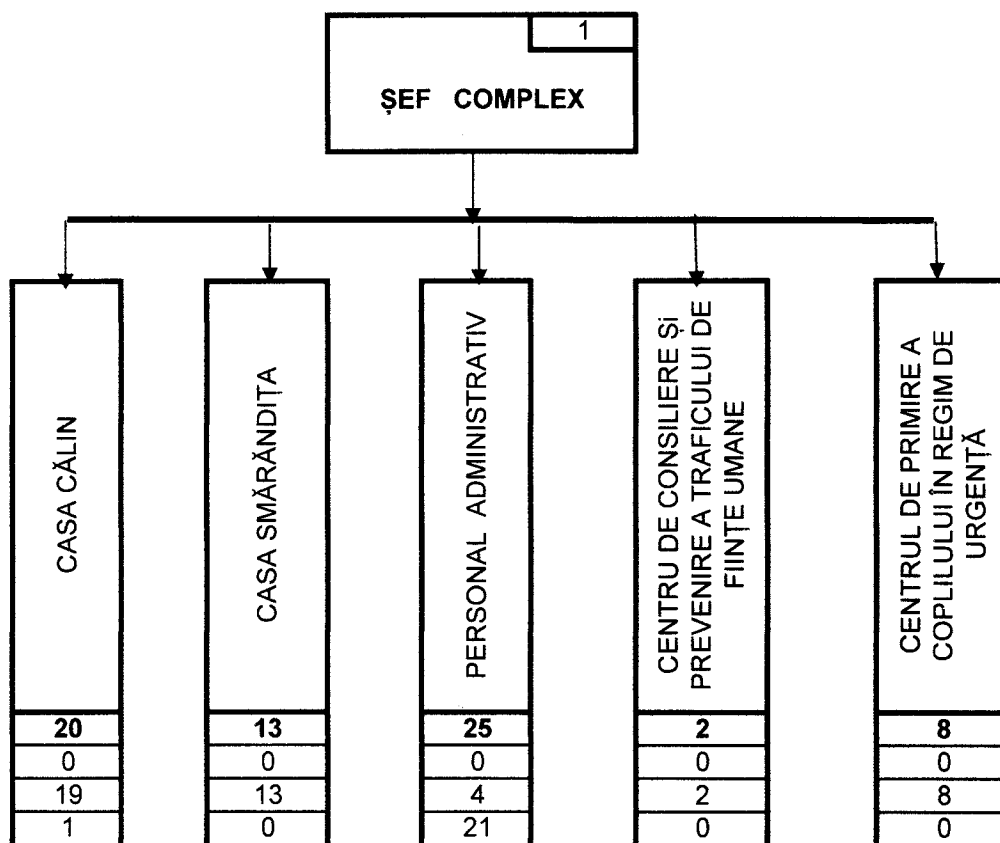 1
ȘEF COMPLEX
CASA CĂLIN
CASA SMĂRĂNDIȚA
PERSONAL ADMINISTRATIV
CENTRU DE CONSILIERE ȘI
PREVENIRE A TRAFICULUI DE
FIINȚE UMANE
CENTRUL DE PRIMIRE A
COPLILULUI ÎN REGIM DE
URGENȚĂ
20 13 25 2 8
0 0 0 0 0
19 13 4 2 8
1 0 21 0 0